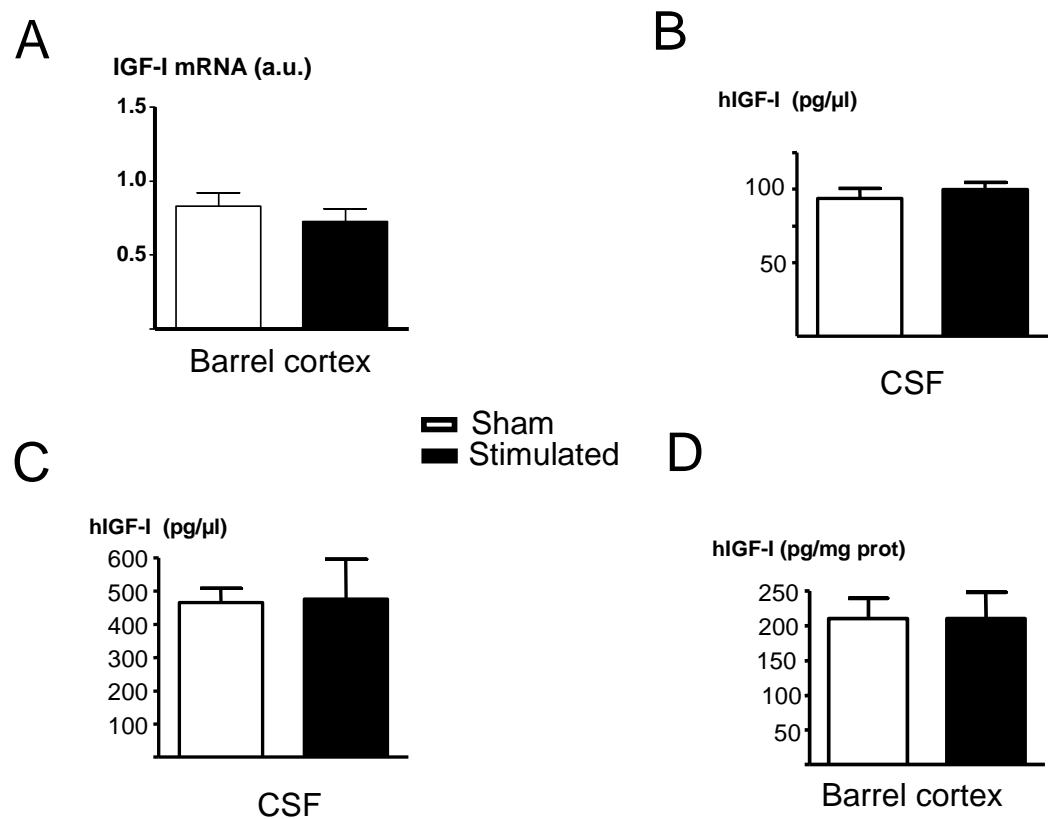 A
IGF-I mRNA (a.u.)
1.5
1.0
0.5
Barrel cortex
B
hIGF-I (pg/µl)
100
50
CSF
Sham
Stimulated
C
hIGF-I (pg/µl)
600
500
400
300
200
100
CSF
D
hIGF-I (pg/mg prot)
250
200
150
100
50
Barrel cortex